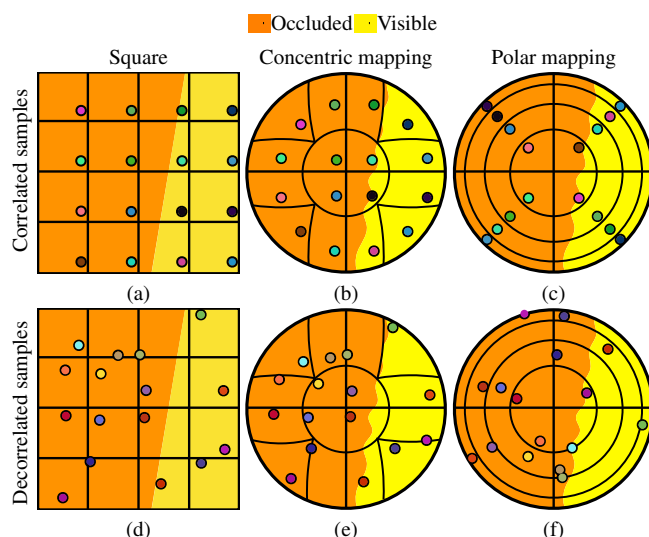 Occluded Visible
Square Concentric mapping Polar mapping
Correlated samples
(a) (b) (c)
Decorrelated samples
(d) (e) (f)